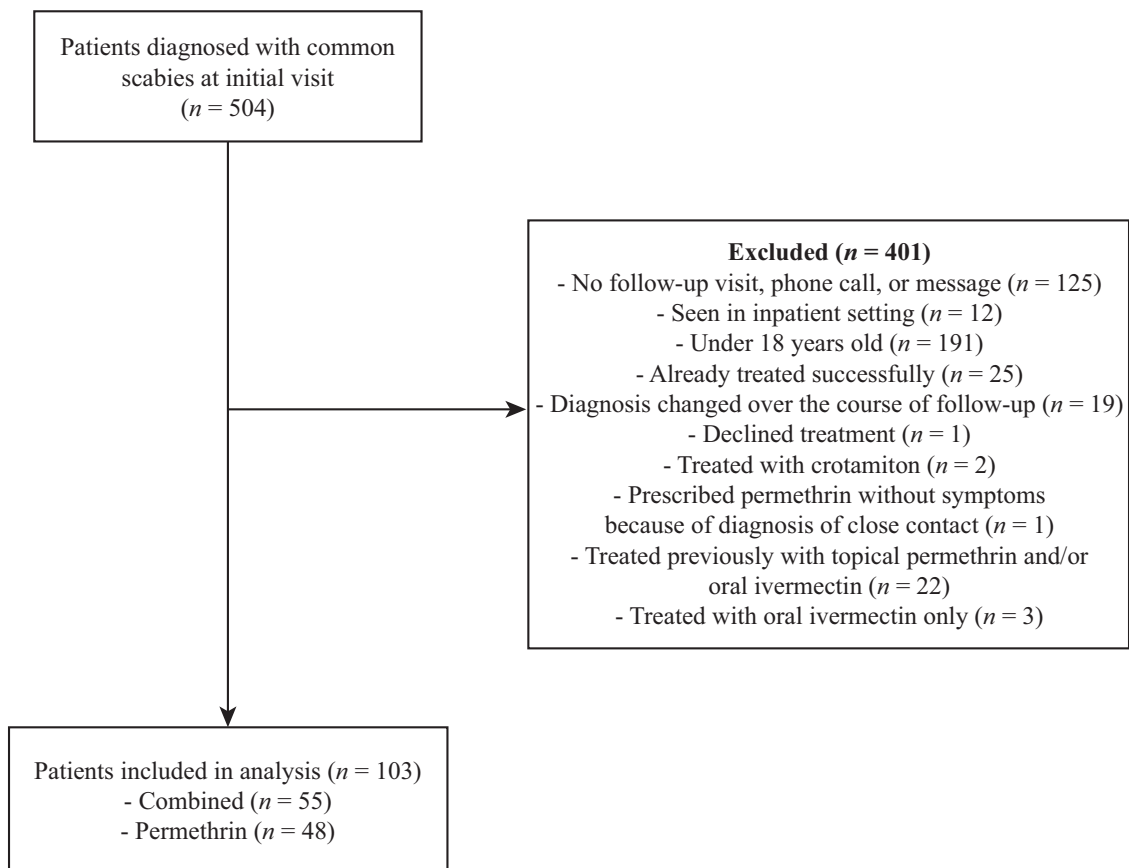 Patients diagnosed with common
scabies at initial visit
(n = 504)
Excluded (n = 401)
- No follow-up visit, phone call, or message (n = 125)
- Seen in inpatient setting (n = 12)
- Under 18 years old (n = 191)
- Already treated successfully (n = 25)
- Diagnosis changed over the course of follow-up (n = 19)
- Declined treatment (n = 1)
- Treated with crotamiton (n = 2)
- Prescribed permethrin without symptoms
because of diagnosis of close contact (n = 1)
- Treated previously with topical permethrin and/or
oral ivermectin (n = 22)
- Treated with oral ivermectin only (n = 3)
Patients included in analysis (n = 103)
- Combined (n = 55)
- Permethrin (n = 48)